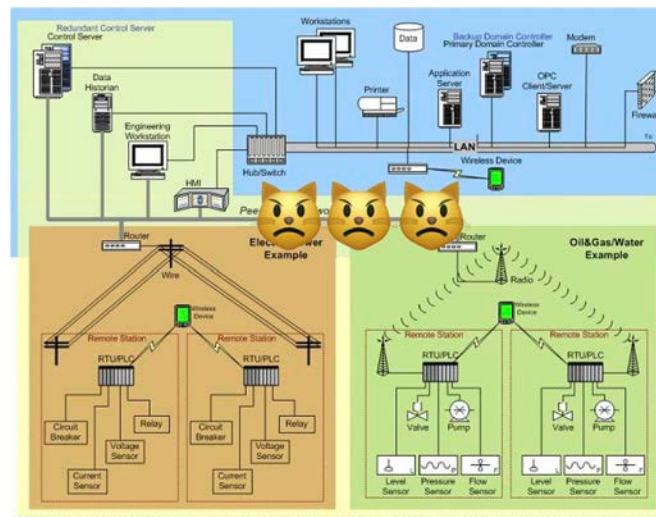 Redundant Control Server
Control Server
Data
Historian
Engineering
Workstation
HMI
Hub/Switch
Workstations
Printer
Data
Application
Server
Backup Domain Controller
Primary Domain Controller
Modem
OPC
Client/Server
LAN
To
Wireless Device
Router
Example
Wire
Wireless
Device
Remote Station
Remote Station
RTU/PLC
RTU/PLC
Circuit
Breaker
Relay
Voltage
Sensor
Current
Sensor
Circuit
Breaker
Relay
Voltage
Sensor
Current
Sensor
Router
Oil&Gas/Water
Example
Radio
Wireless
Device
Remote Station
Remote Station
RTU/PLC
RTU/PLC
Valve
Pump
Valve
Pump
L
P
F
L
P
F
Level
Sensor
Pressure
Sensor
Flow
Sensor
Level
Sensor
Pressure
Sensor
Flow
Sensor